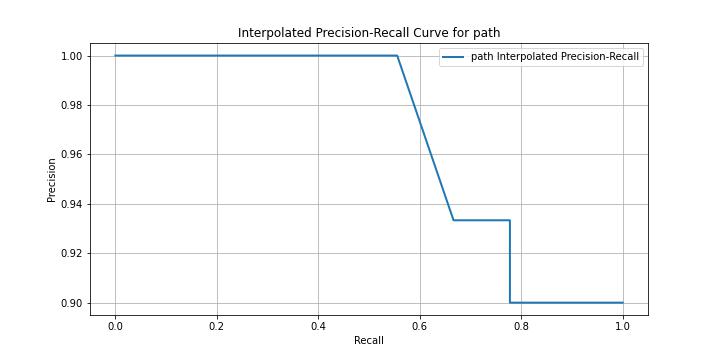 Interpolated Precision-Recall Curve for path
path Interpolated Precision-Recall
Precision
1.00
0.98
0.96
0.94
0.92
0.90
0.0 0.2 0.4 0.6 0.8 1.0
Recall